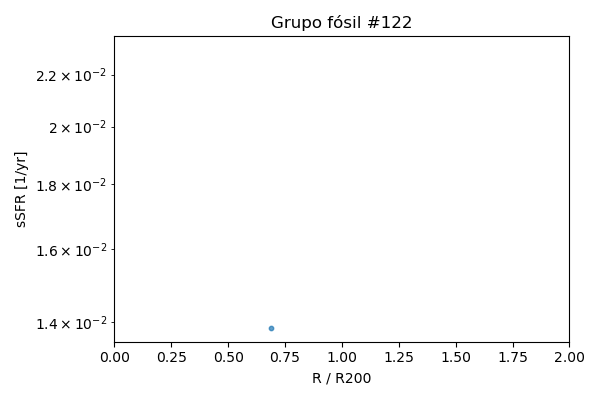 Grupo fósil #122
sSFR [1/yr]
2.2 × 10⁻²
2 × 10⁻²
1.8 × 10⁻²
1.6 × 10⁻²
1.4 × 10⁻²
0.00 0.25 0.50 0.75 1.00 1.25 1.50 1.75 2.00
R / R200